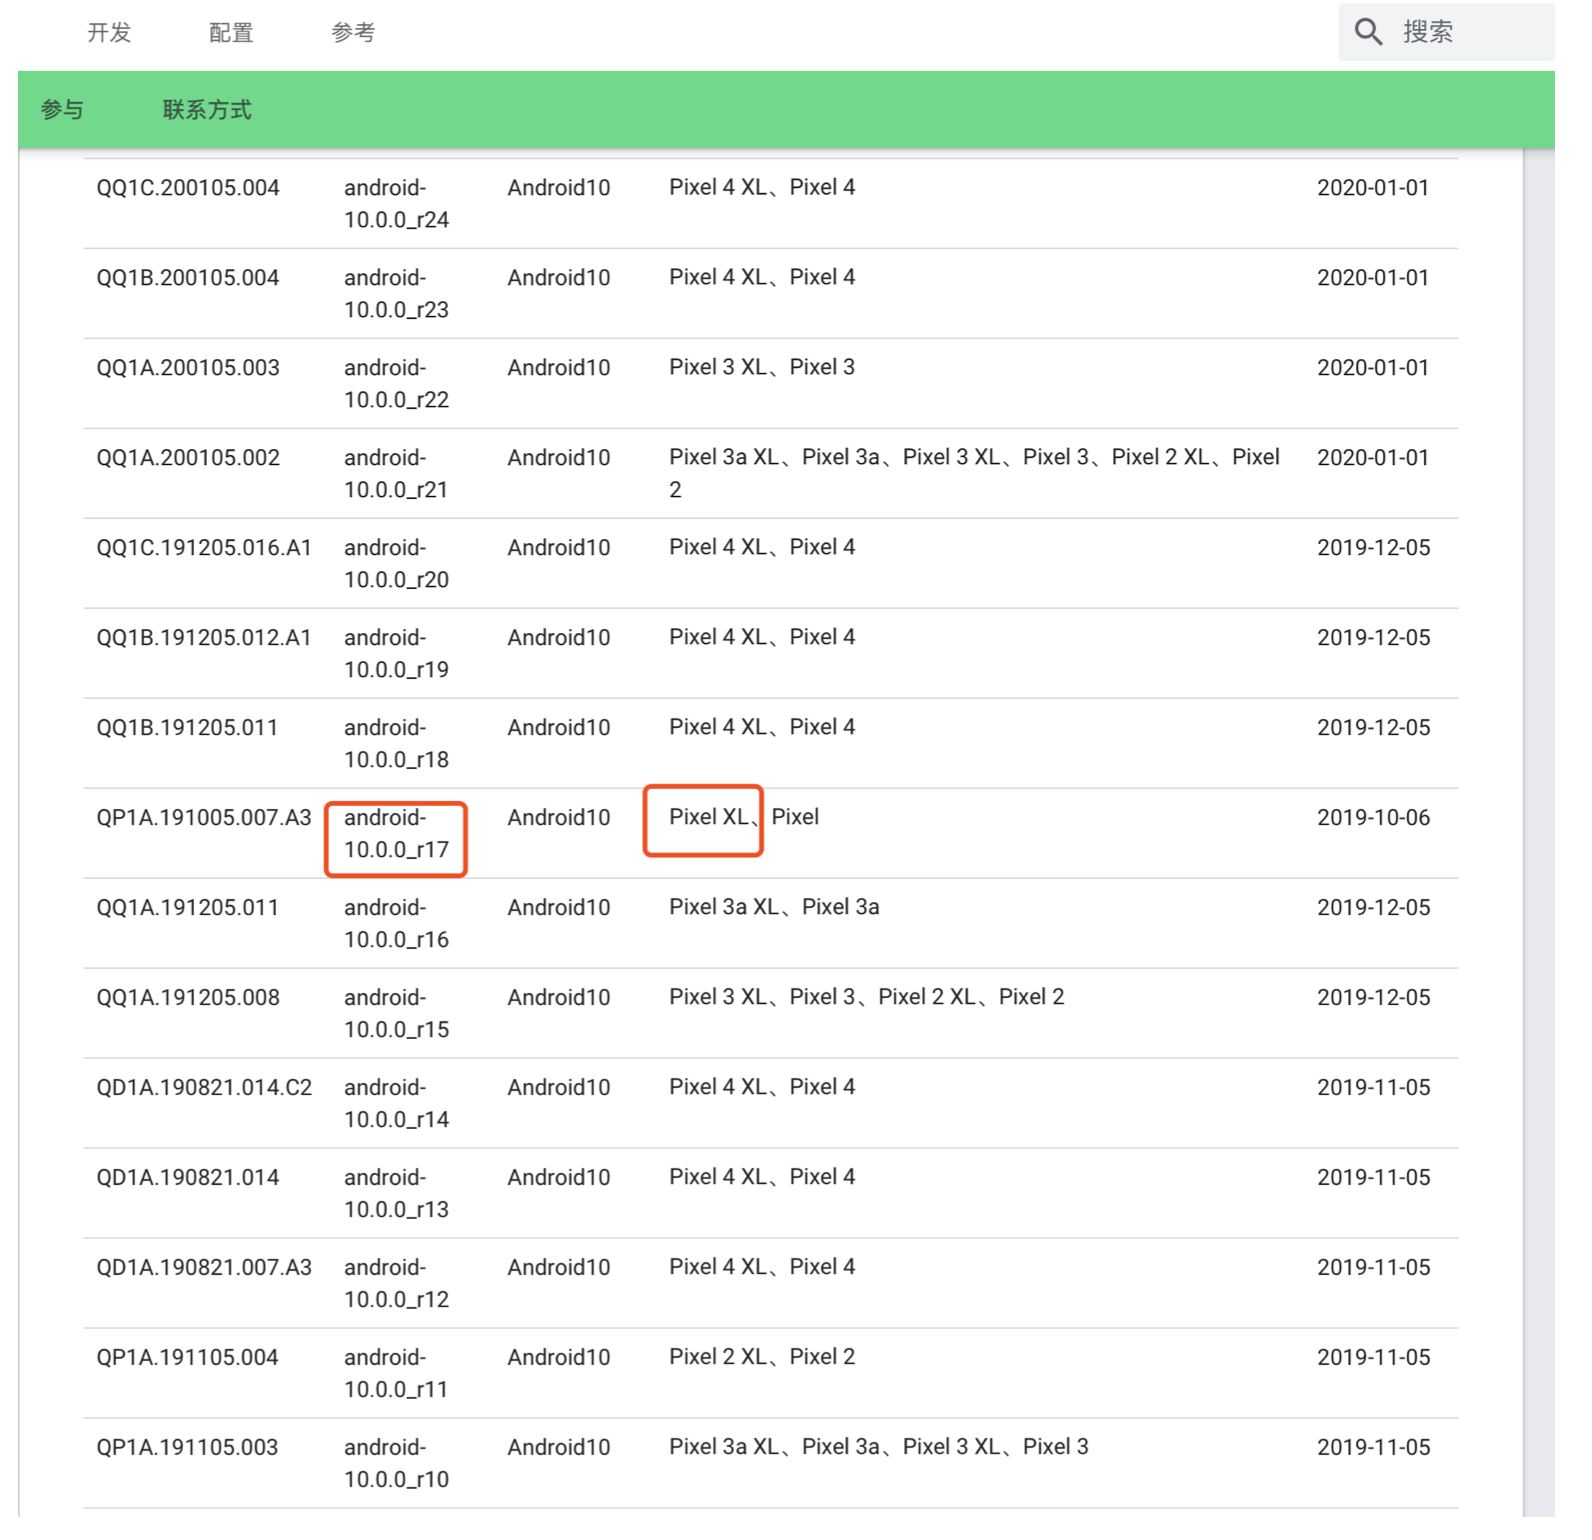 开发 配置 参考 搜索
参与 联系方式
QQ1C.200105.004 android- Android10 Pixel 4 XL、Pixel 4 2020-01-01
10.0.0_r24
QQ1B.200105.004 android- Android10 Pixel 4 XL、Pixel 4 2020-01-01
10.0.0_r23
QQ1A.200105.003 android- Android10 Pixel 3 XL、Pixel 3 2020-01-01
10.0.0_r22
QQ1A.200105.002 android- Android10 Pixel 3a XL、Pixel 3a、Pixel 3 XL、Pixel 3、Pixel 2 XL、Pixel 2020-01-01
10.0.0_r21 2
QQ1C.191205.016.A1 android- Android10 Pixel 4 XL、Pixel 4 2019-12-05
10.0.0_r20
QQ1B.191205.012.A1 android- Android10 Pixel 4 XL、Pixel 4 2019-12-05
10.0.0_r19
QQ1B.191205.011 android- Android10 Pixel 4 XL、Pixel 4 2019-12-05
10.0.0_r18
QP1A.191005.007.A3 android- Android10 Pixel XL、Pixel 2019-10-06
10.0.0_r17
QQ1A.191205.011 android- Android10 Pixel 3a XL、Pixel 3a 2019-12-05
10.0.0_r16
QQ1A.191205.008 android- Android10 Pixel 3 XL、Pixel 3、Pixel 2 XL、Pixel 2 2019-12-05
10.0.0_r15
QD1A.190821.014.C2 android- Android10 Pixel 4 XL、Pixel 4 2019-11-05
10.0.0_r14
QD1A.190821.014 android- Android10 Pixel 4 XL、Pixel 4 2019-11-05
10.0.0_r13
QD1A.190821.007.A3 android- Android10 Pixel 4 XL、Pixel 4 2019-11-05
10.0.0_r12
QP1A.191105.004 android- Android10 Pixel 2 XL、Pixel 2 2019-11-05
10.0.0_r11
QP1A.191105.003 android- Android10 Pixel 3a XL、Pixel 3a、Pixel 3 XL、Pixel 3 2019-11-05
10.0.0_r10